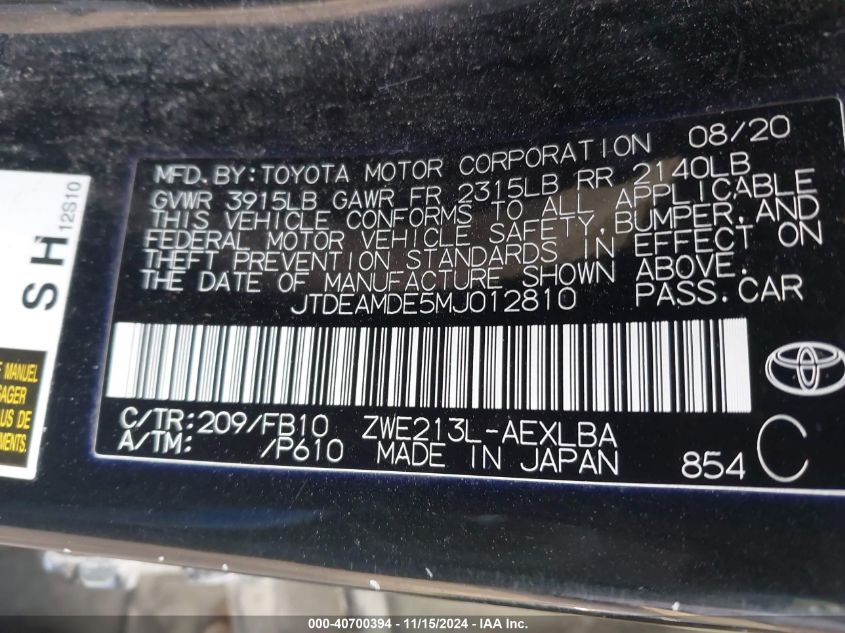 MFD. BY: TOYOTA MOTOR CORPORATION 08/20
GVWR 3915LB GAWR FR 2315LB RR 2140LB
THIS VEHICLE CONFORMS TO ALL APPLICABLE
FEDERAL MOTOR VEHICLE SAFETY, BUMPER, AND
THEFT PREVENTION STANDARDS IN EFFECT ON
THE DATE OF MANUFACTURE SHOWN ABOVE.
JTDEAMDE5MJ012810 PASS. CAR
C/TR: 209/FB10 ZWE213L-AEXLBA
A/TM: /P610 MADE IN JAPAN 854 C
SH
12S10
MANUEL
US DE
000-40700394 - 11/15/2024 - IAA Inc.